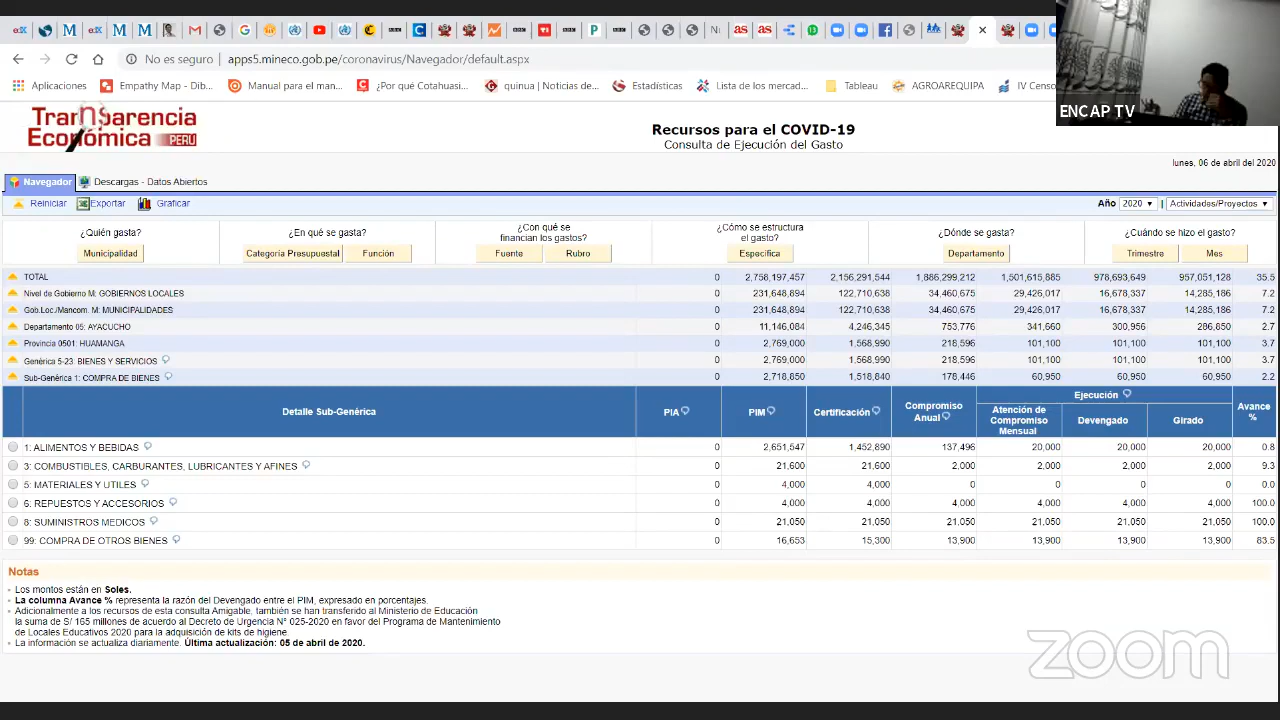 No es seguro | apps5.mineco.gob.pe/coronavirus/Navegador/default.aspx
Aplicaciones Empathy Map - Dib... Manual para el man... ¿Por qué Cotahuasi... quinua | Noticias de... Estadísticas Lista de los mercad... Tableau AGROAREQUIPA IV Censo
ENCAP TV
Transparencia
Económica PERU
Recursos para el COVID-19
Consulta de Ejecución del Gasto
lunes, 06 de abril del 2020
Navegador Descargas - Datos Abiertos
Reiniciar Exportar Graficar Año 2020 | Actividades/Proyectos
¿Quién gasta? ¿En qué se gasta? ¿Con qué se financian los gastos? ¿Cómo se estructura el gasto? ¿Dónde se gasta? ¿Cuándo se hizo el gasto?
Municipalidad Categoría Presupuestal Función Fuente Rubro Específica Departamento Trimestre Mes
TOTAL 0 2,758,197,457 2,156,291,544 1,886,299,212 1,501,615,885 978,693,649 957,051,128 35.5
Nivel de Gobierno M: GOBIERNOS LOCALES 0 231,648,894 122,710,638 34,460,675 29,426,017 16,678,337 14,285,186 7.2
Gob.Loc./Mancom. M: MUNICIPALIDADES 0 231,648,894 122,710,638 34,460,675 29,426,017 16,678,337 14,285,186 7.2
Departamento 05: AYACUCHO 0 11,146,084 4,246,345 753,776 341,660 300,956 286,850 2.7
Provincia 0501: HUAMANGA 0 2,769,000 1,568,990 218,596 101,100 101,100 101,100 3.7
Genérica 5-23: BIENES Y SERVICIOS 0 2,769,000 1,568,990 218,596 101,100 101,100 101,100 3.7
Sub-Genérica 1: COMPRA DE BIENES 0 2,718,850 1,518,840 178,446 60,950 60,950 60,950 2.2
Detalle Sub-Genérica PIA PIM Certificación Compromiso Anual Ejecución Avance %
Atención de Compromiso Mensual Devengado Girado
1: ALIMENTOS Y BEBIDAS 0 2,651,547 1,452,890 137,496 20,000 20,000 20,000 0.8
3: COMBUSTIBLES, CARBURANTES, LUBRICANTES Y AFINES 0 21,600 21,600 2,000 2,000 2,000 2,000 9.3
5: MATERIALES Y UTILES 0 4,000 4,000 0 0 0 0 0.0
6: REPUESTOS Y ACCESORIOS 0 4,000 4,000 4,000 4,000 4,000 4,000 100.0
8: SUMINISTROS MEDICOS 0 21,050 21,050 21,050 21,050 21,050 21,050 100.0
99: COMPRA DE OTROS BIENES 0 16,653 15,300 13,900 13,900 13,900 13,900 83.5
Notas
Los montos están en Soles.
La columna Avance % representa la razón del Devengado entre el PIM, expresado en porcentajes.
Adicionalmente a los recursos de esta consulta Amigable, también se han transferido al Ministerio de Educación
la suma de S/ 165 millones de acuerdo al Decreto de Urgencia N° 025-2020 en favor del Programa de Mantenimiento
de Locales Educativos 2020 para la adquisición de kits de higiene.
La información se actualiza diariamente. Última actualización: 05 de abril de 2020.
zoom